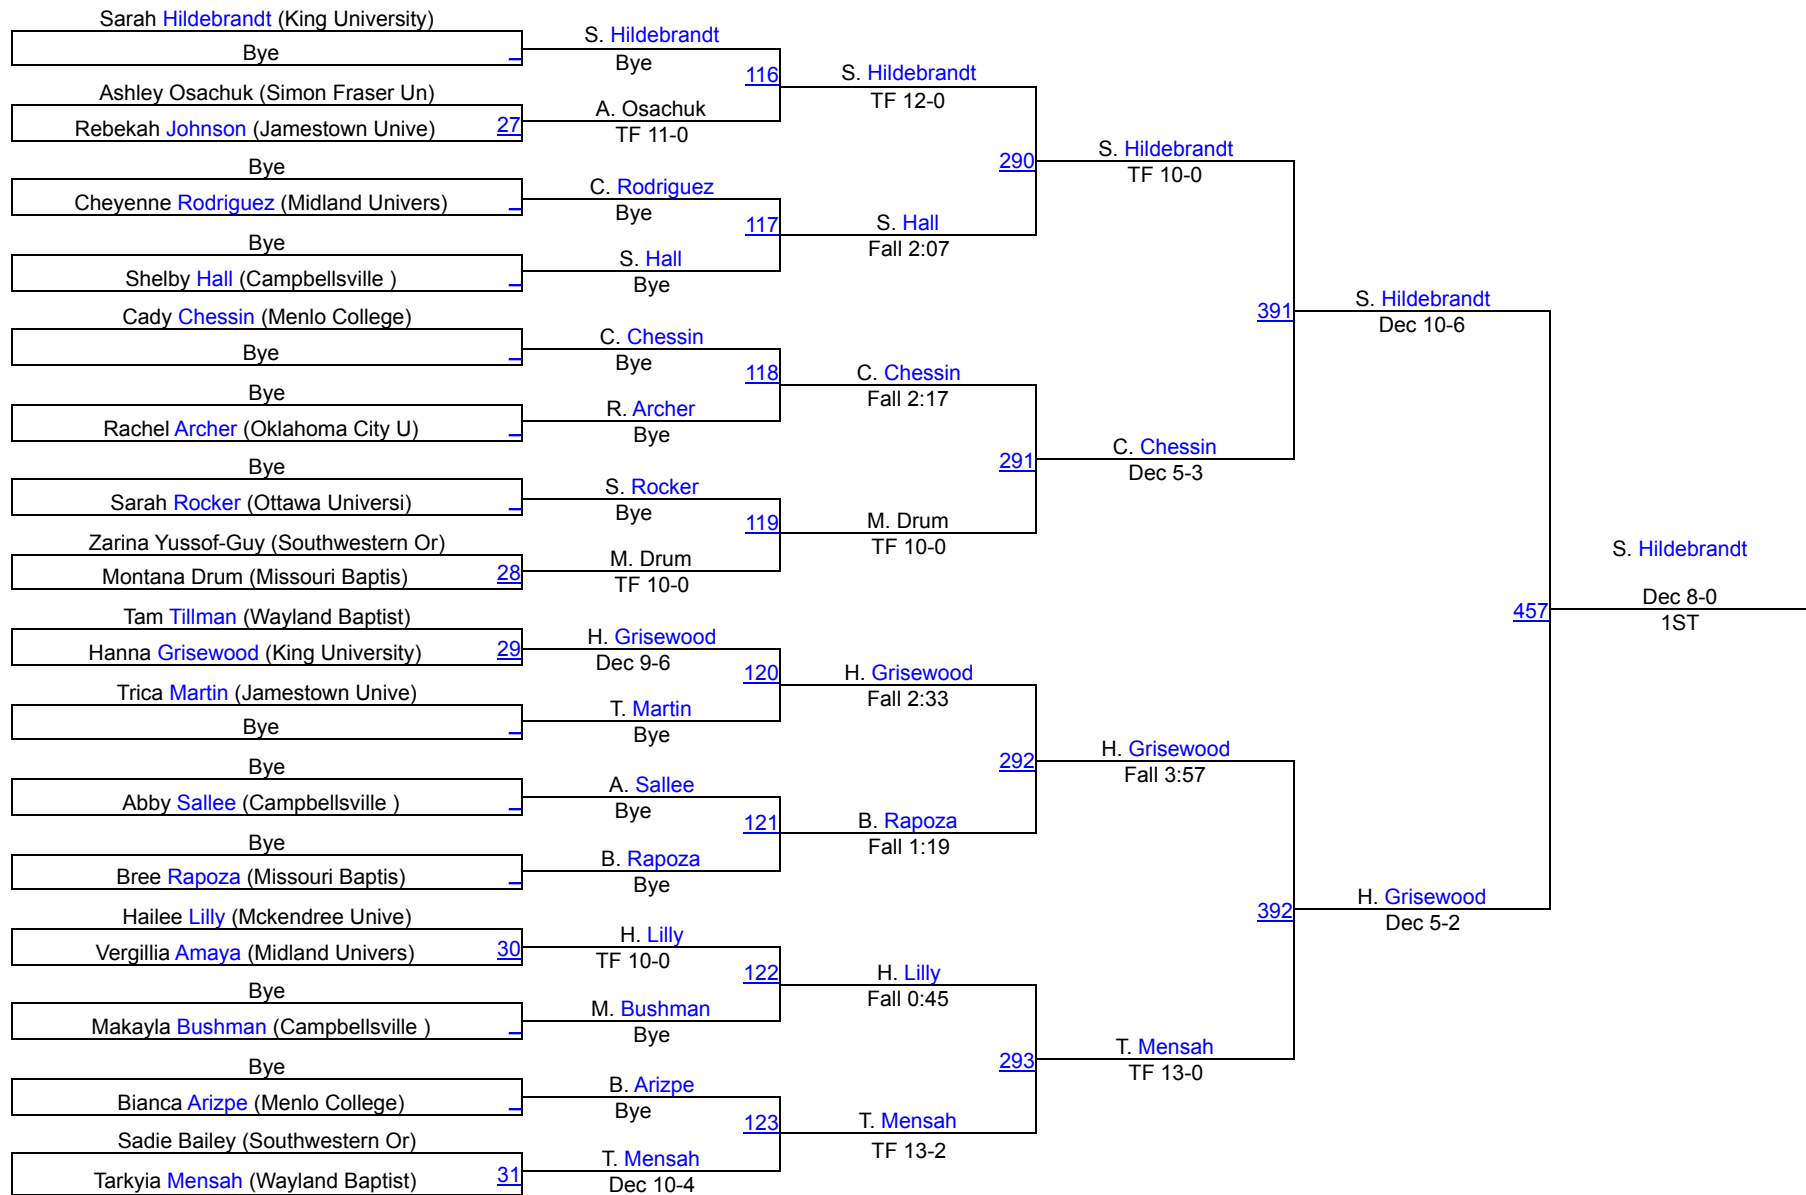 Sarah Hildebrandt (King University)
Bye
Ashley Osachuk (Simon Fraser Un)
Rebekah Johnson (Jamestown Unive) 27
Bye
Cheyenne Rodriguez (Midland Univers)
Bye
Shelby Hall (Campbellsville )
Cady Chessin (Menlo College)
Bye
Bye
Rachel Archer (Oklahoma City U)
Bye
Sarah Rocker (Ottawa Universi)
Zarina Yussof-Guy (Southwestern Or)
Montana Drum (Missouri Baptis) 28
Tam Tillman (Wayland Baptist)
Hanna Grisewood (King University) 29
Trica Martin (Jamestown Unive)
Bye
Bye
Abby Sallee (Campbellsville )
Bye
Bree Rapoza (Missouri Baptis)
Hailee Lilly (Mckendree Unive)
Vergillia Amaya (Midland Univers) 30
Bye
Makayla Bushman (Campbellsville )
Bye
Bianca Arizpe (Menlo College)
Sadie Bailey (Southwestern Or)
Tarkyia Mensah (Wayland Baptist) 31
S. Hildebrandt
Bye
116
A. Osachuk
TF 11-0
C. Rodriguez
Bye
117
S. Hall
Bye
C. Chessin
Bye
118
R. Archer
Bye
S. Rocker
Bye
119
M. Drum
TF 10-0
H. Grisewood
Dec 9-6
120
T. Martin
Bye
A. Sallee
Bye
121
B. Rapoza
Bye
H. Lilly
TF 10-0
122
M. Bushman
Bye
B. Arizpe
Bye
123
T. Mensah
Dec 10-4
S. Hildebrandt
TF 12-0
290
S. Hall
Fall 2:07
C. Chessin
Fall 2:17
291
M. Drum
TF 10-0
H. Grisewood
Fall 2:33
292
B. Rapoza
Fall 1:19
H. Lilly
Fall 0:45
293
T. Mensah
TF 13-2
S. Hildebrandt
TF 10-0
391
C. Chessin
Dec 5-3
H. Grisewood
Fall 3:57
392
T. Mensah
TF 13-0
S. Hildebrandt
Dec 10-6
457
H. Grisewood
Dec 5-2
S. Hildebrandt
Dec 8-0
1ST